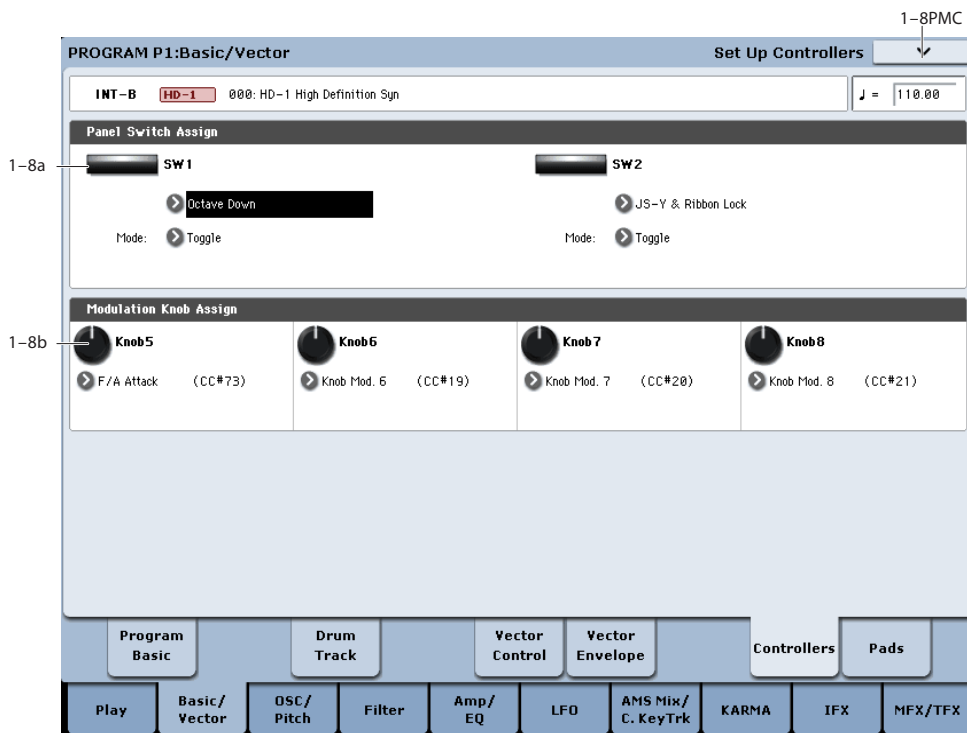 1–8PMC
PROGRAM P1:Basic/Vector Set Up Controllers
INT-B HD-1 000: HD-1 High Definition Syn ♩ = 110.00
Panel Switch Assign
1–8a SW1 SW2
Octave Down JS-Y & Ribbon Lock
Mode: Toggle Mode: Toggle
Modulation Knob Assign
1–8b Knob5 Knob6 Knob7 Knob8
F/A Attack (CC#73) Knob Mod. 6 (CC#19) Knob Mod. 7 (CC#20) Knob Mod. 8 (CC#21)
Program Basic
Drum Track
Vector Control
Vector Envelope
Controllers
Pads
Play
Basic/ Vector
OSC/ Pitch
Filter
Amp/ EQ
LFO
AMS Mix/ C. KeyTrk
KARMA
IFX
MFX/TFX